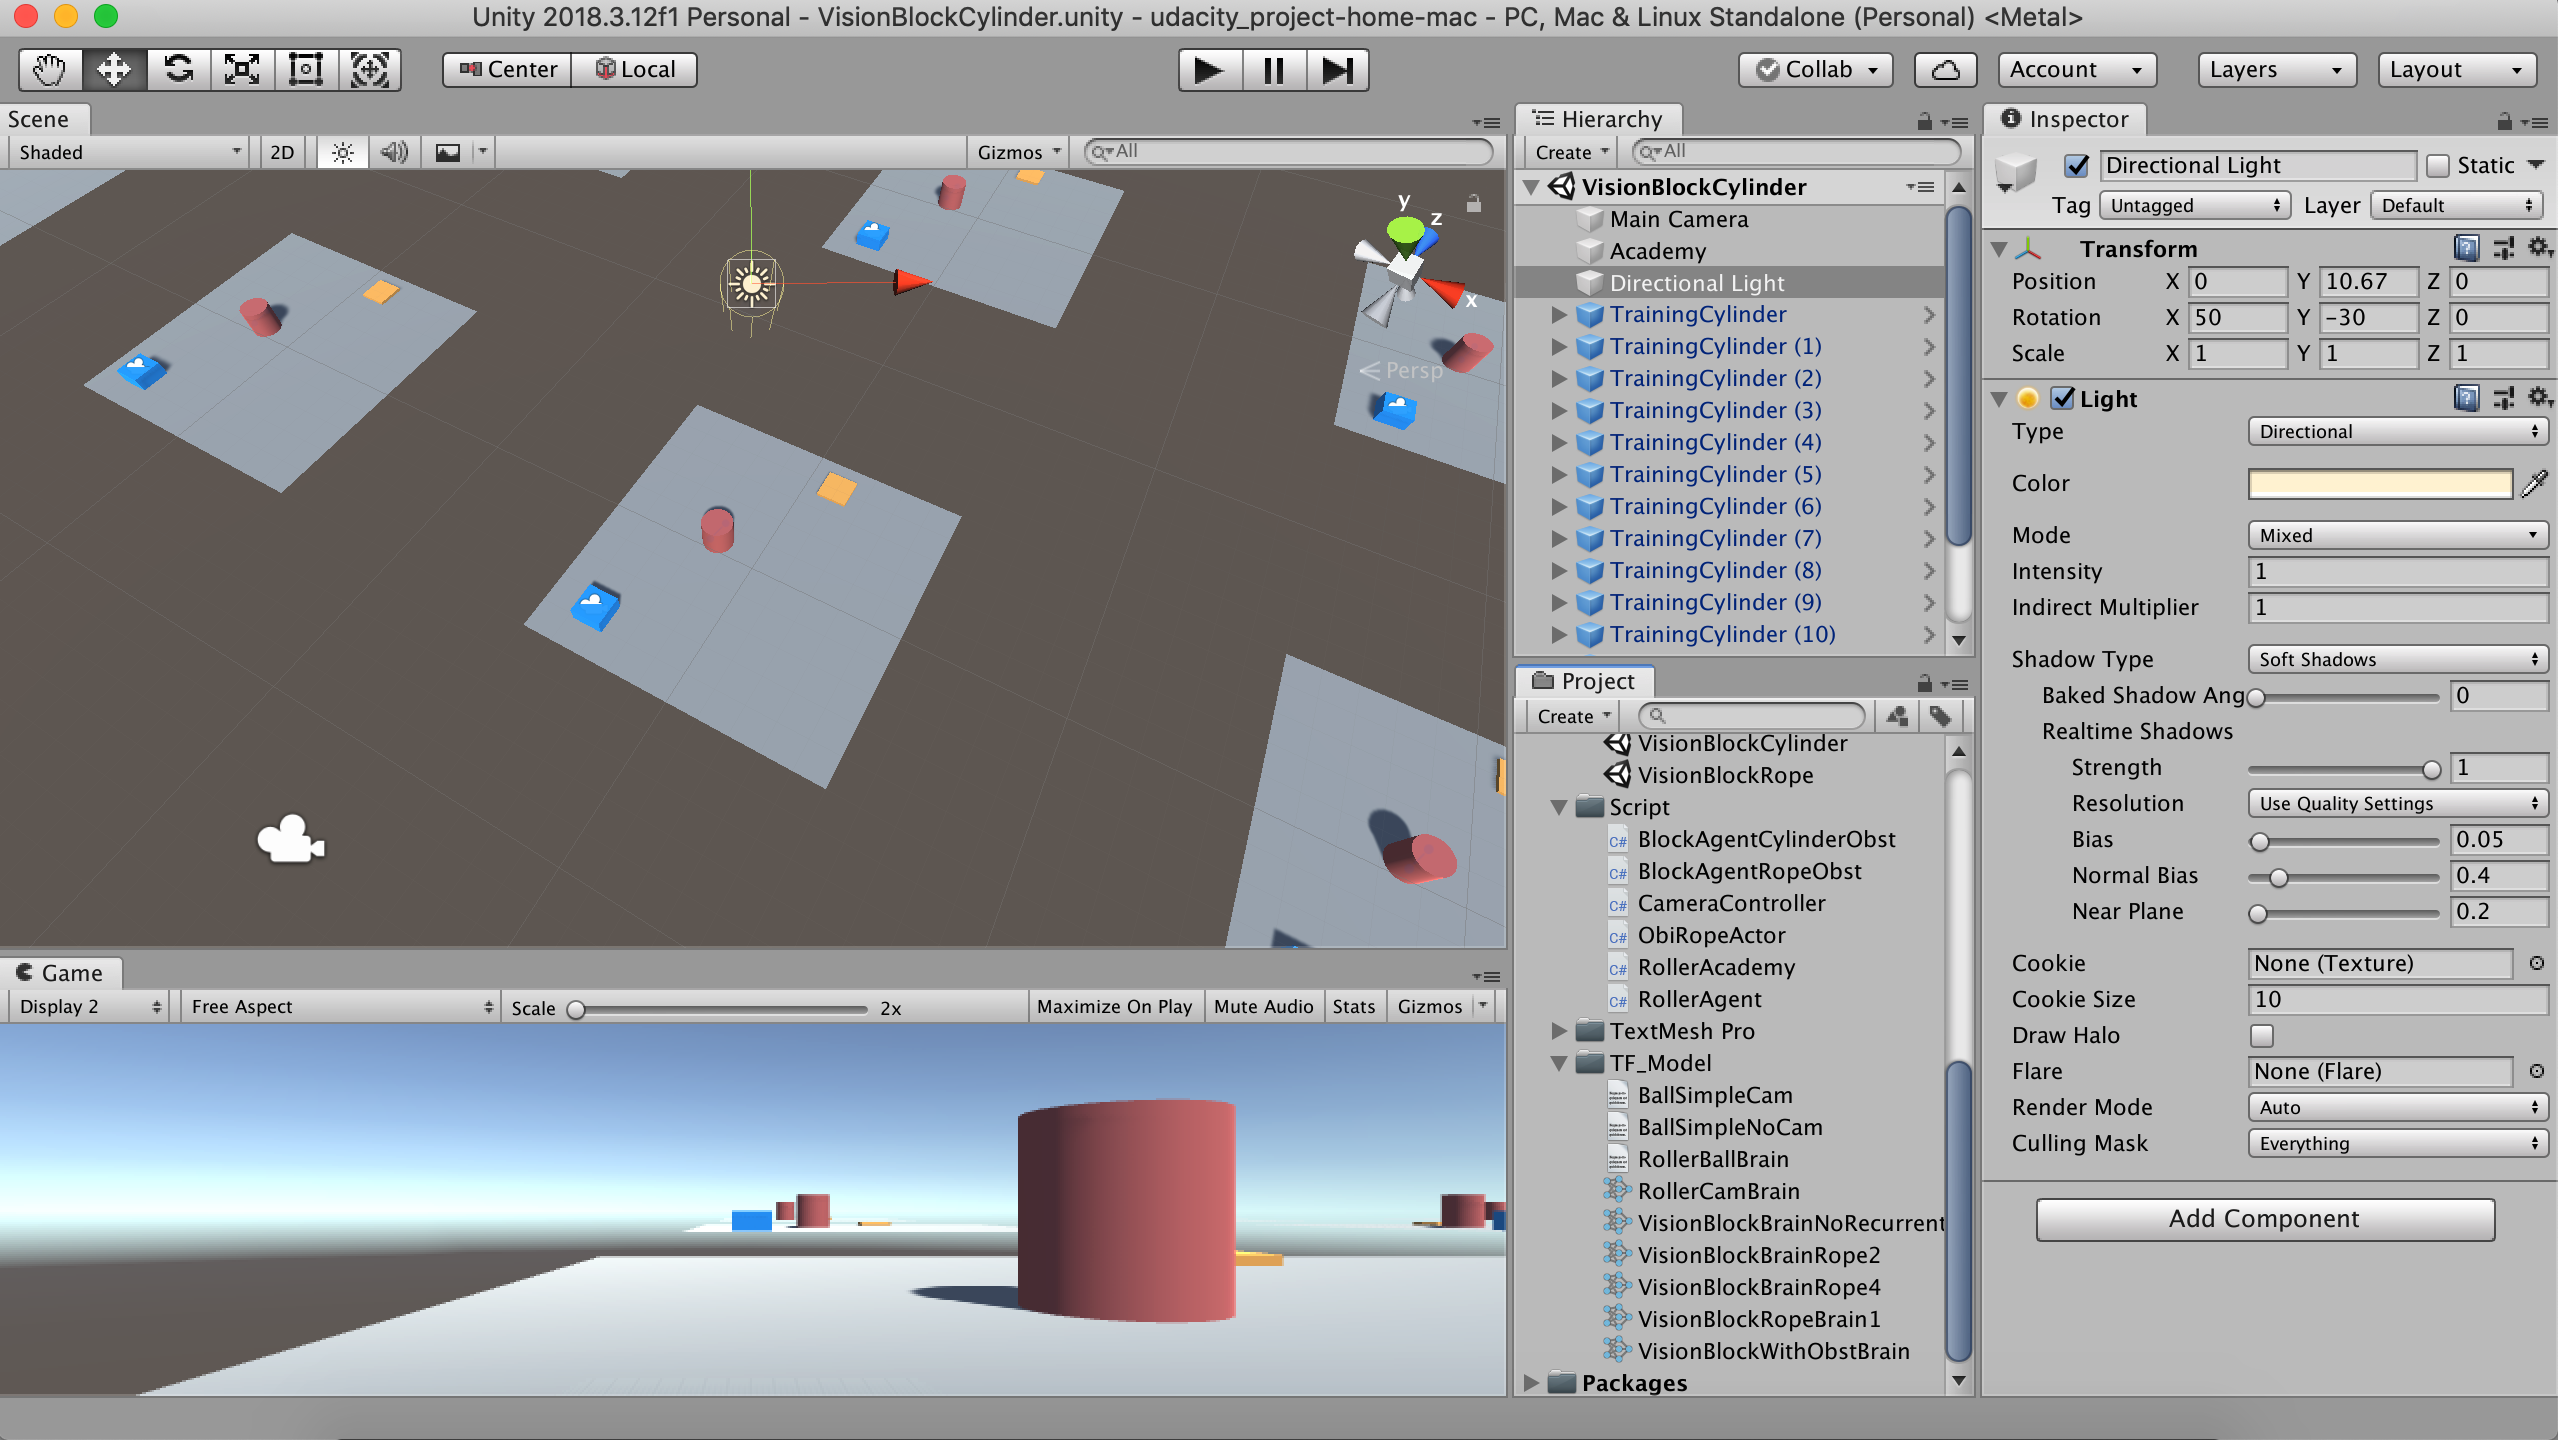 Unity 2018.3.12f1 Personal - VisionBlockCylinder.unity - udacity_project-home-mac - PC, Mac & Linux Standalone (Personal) <Metal>
Center Local Collab Account Layers Layout
Scene
Shaded 2D Gizmos All
y z x
Persp
Hierarchy
Create All
VisionBlockCylinder
Main Camera
Academy
Directional Light
TrainingCylinder
TrainingCylinder (1)
TrainingCylinder (2)
TrainingCylinder (3)
TrainingCylinder (4)
TrainingCylinder (5)
TrainingCylinder (6)
TrainingCylinder (7)
TrainingCylinder (8)
TrainingCylinder (9)
TrainingCylinder (10)
Project
Create
VisionBlockCylinder
VisionBlockRope
Script
C# BlockAgentCylinderObst
C# BlockAgentRopeObst
C# CameraController
C# ObiRopeActor
C# RollerAcademy
C# RollerAgent
TextMesh Pro
TF_Model
BallSimpleCam
BallSimpleNoCam
RollerBallBrain
RollerCamBrain
VisionBlockBrainNoRecurrent
VisionBlockBrainRope2
VisionBlockBrainRope4
VisionBlockRopeBrain1
VisionBlockWithObstBrain
Packages
Inspector
Directional Light Static
Tag Untagged Layer Default
Transform
Position X 0 Y 10.67 Z 0
Rotation X 50 Y -30 Z 0
Scale X 1 Y 1 Z 1
Light
Type Directional
Color
Mode Mixed
Intensity 1
Indirect Multiplier 1
Shadow Type Soft Shadows
Baked Shadow Ang 0
Realtime Shadows
Strength 1
Resolution Use Quality Settings
Bias 0.05
Normal Bias 0.4
Near Plane 0.2
Cookie None (Texture)
Cookie Size 10
Draw Halo
Flare None (Flare)
Render Mode Auto
Culling Mask Everything
Add Component
Game
Display 2 Free Aspect Scale 2x Maximize On Play Mute Audio Stats Gizmos